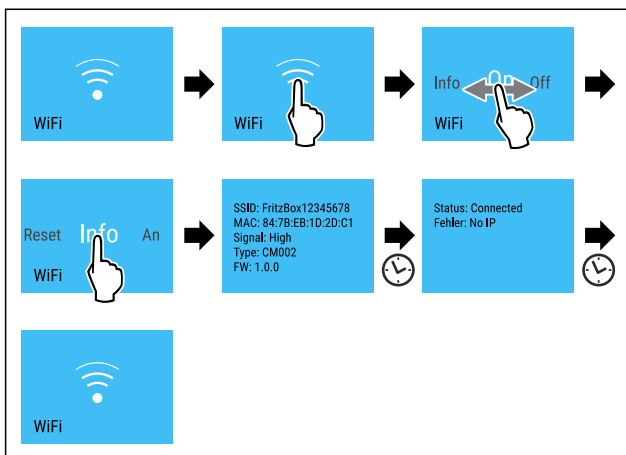 WiFi
WiFi
Info On Off
WiFi
Reset Info An
WiFi
SSID: FritzBox12345678
MAC: 84:7B:EB:1D:2D:C1
Signal: High
Type: CM002
FW: 1.0.0
Status: Connected
Fehler: No IP
WiFi